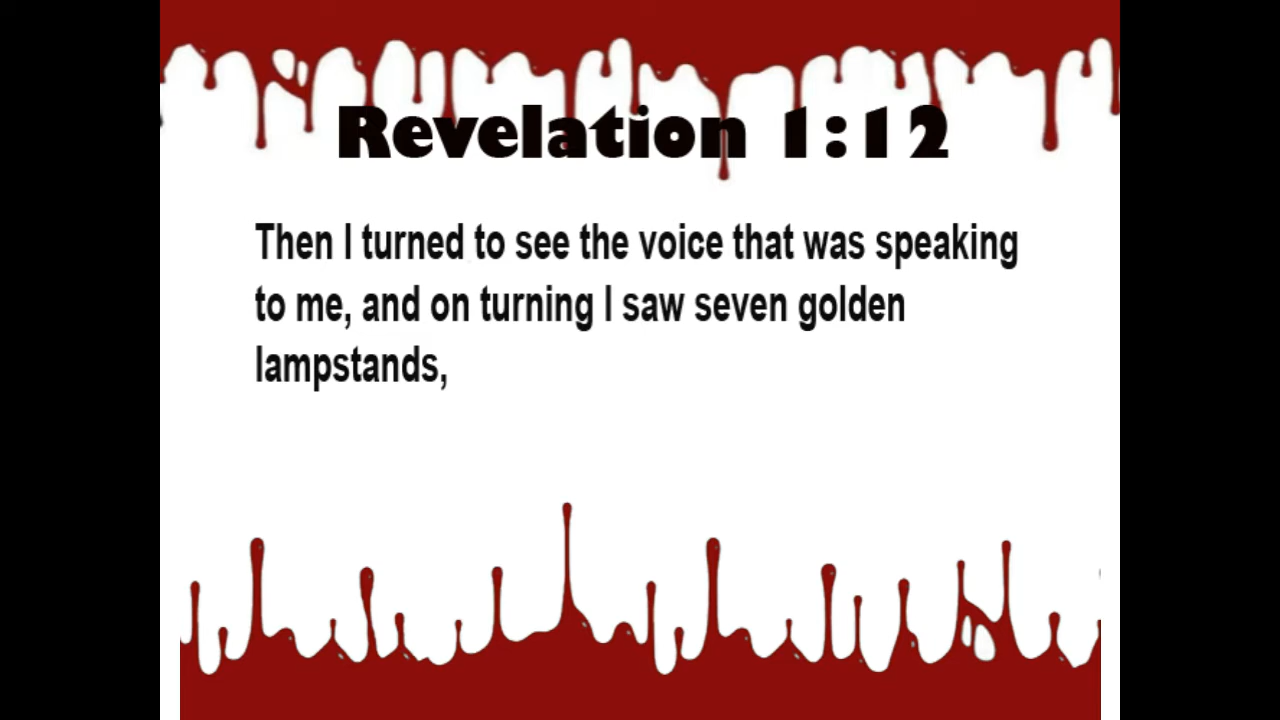 Revelation 1:12
Then I turned to see the voice that was speaking
to me, and on turning I saw seven golden
lampstands,